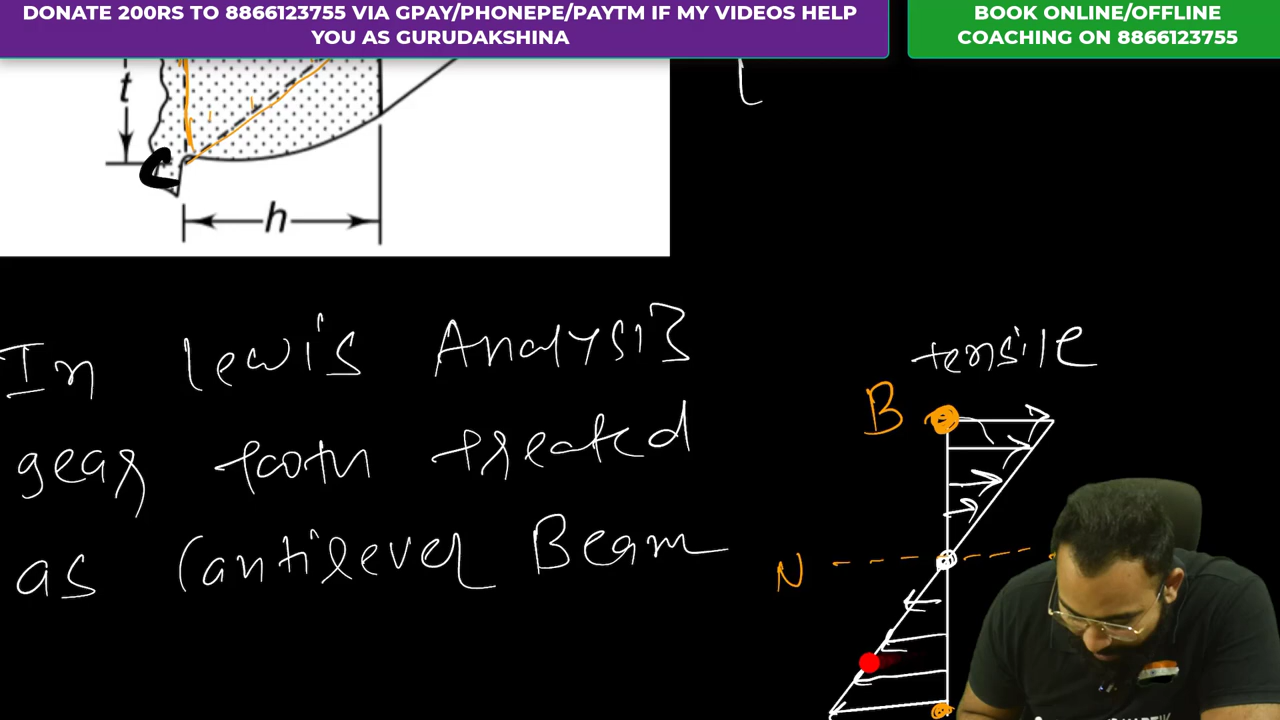 DONATE 200RS TO 8866123755 VIA GPAY/PHONEPE/PAYTM IF MY VIDEOS HELP
YOU AS GURUDAKSHINA
BOOK ONLINE/OFFLINE
COACHING ON 8866123755
t
h
C
In lewis Analysis
gear tooth treated
as Cantilever Beam
tensile
B
N